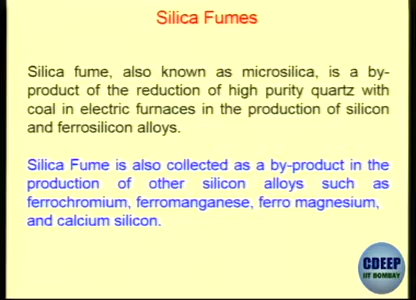 Silica Fumes
Silica fume, also known as microsilica, is a by-
product of the reduction of high purity quartz with
coal in electric furnaces in the production of silicon
and ferrosilicon alloys.
Silica Fume is also collected as a by-product in the
production of other silicon alloys such as
ferrochromium, ferromanganese, ferro magnesium,
and calcium silicon.
CDEEP
IIT BOMBAY